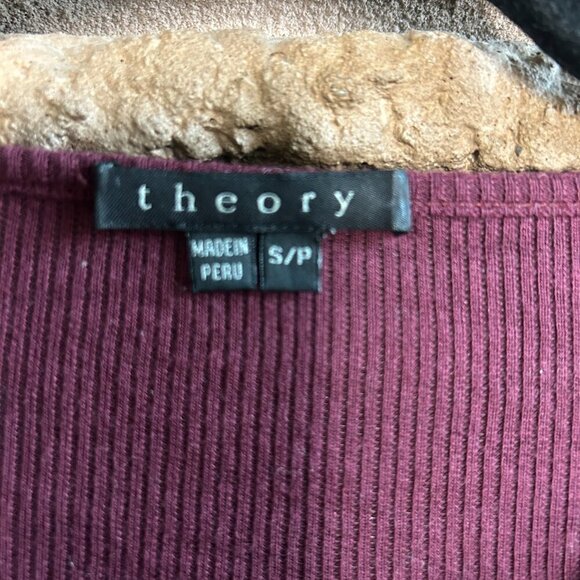 theory
MADE IN
PERU
S/P